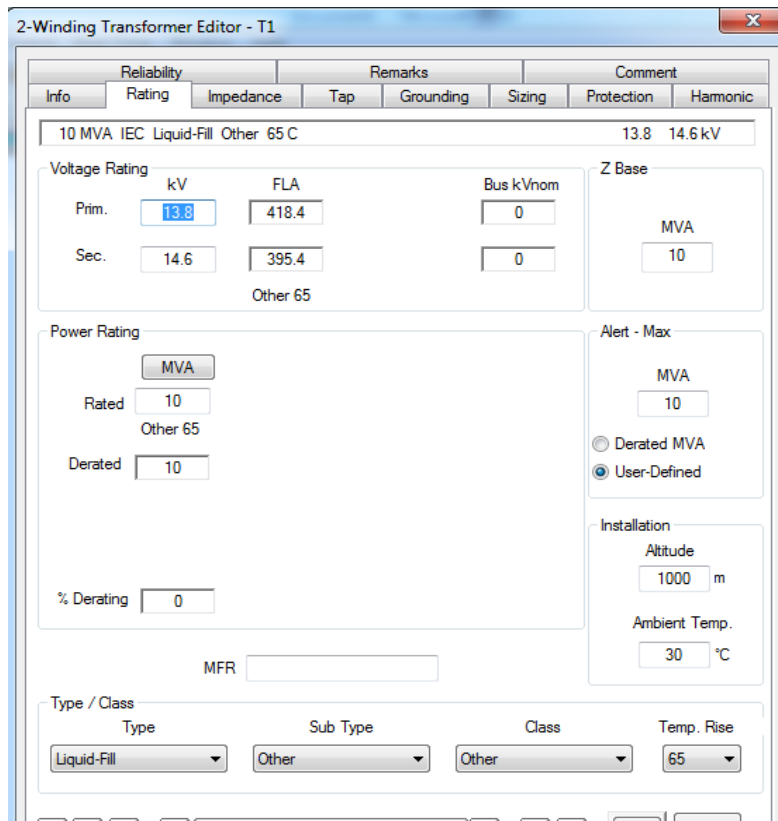 2-Winding Transformer Editor - T1
Reliability Remarks Comment
Info Rating Impedance Tap Grounding Sizing Protection Harmonic
10 MVA IEC Liquid-Fill Other 65 C 13.8 14.6 kV
Voltage Rating
kV FLA Bus kVnom
Prim. 13.8 418.4 0
Sec. 14.6 395.4 0
Other 65
Z Base
MVA
10
Power Rating
MVA
Rated 10
Other 65
Derated 10
% Derating 0
Alert - Max
MVA
10
Derated MVA
User-Defined
Installation
Altitude
1000 m
Ambient Temp.
30 °C
MFR
Type / Class
Type Sub Type Class Temp. Rise
Liquid-Fill Other Other 65